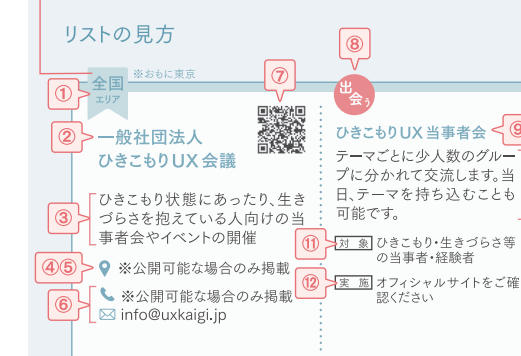 リストの見方
⑧
⑦
全国
エリア
※おもに東京
①
出会う
②
一般社団法人
ひきこもりUX会議
ひきこもりUX当事者会
⑨
テーマごとに少人数のグルー
プに分かれて交流します。当
日、テーマを持ち込むことも
可能です。
③
ひきこもり状態にあったり、生き
づらさを抱えている人向けの当
事者会やイベントの開催
⑪
対 象
ひきこもり・生きづらさ等
の当事者・経験者
④⑤
※公開可能な場合のみ掲載
⑫
実 施
オフィシャルサイトをご確
認ください
⑥
※公開可能な場合のみ掲載
info@uxkaigi.jp